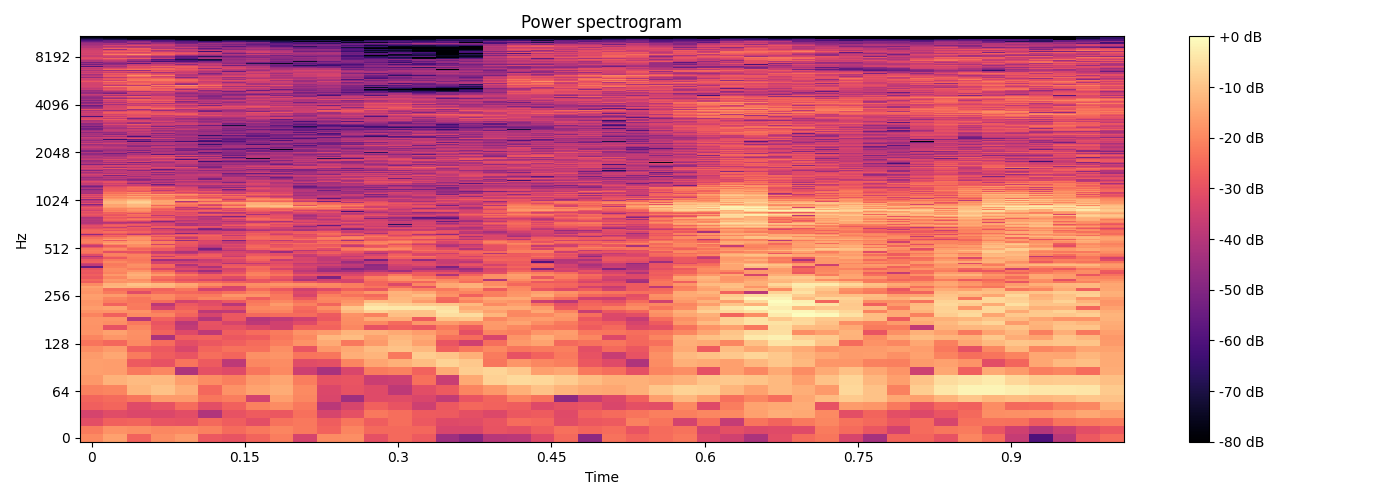 Power spectrogram
Hz
8192
4096
2048
1024
512
256
128
64
0
0 0.15 0.3 0.45 0.6 0.75 0.9
Time
+0 dB
-10 dB
-20 dB
-30 dB
-40 dB
-50 dB
-60 dB
-70 dB
-80 dB